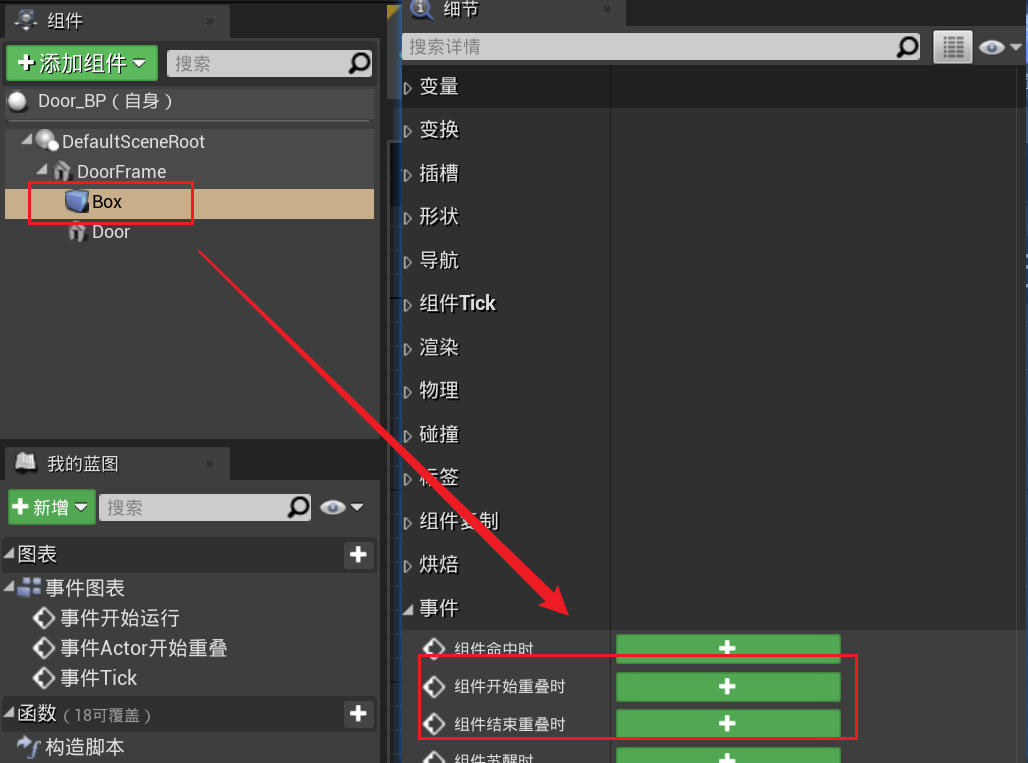 组件
添加组件
搜索
Door_BP（自身）
DefaultSceneRoot
DoorFrame
Box
Door
我的蓝图
新增
搜索
图表
事件图表
事件开始运行
事件Actor开始重叠
事件Tick
函数（18可覆盖）
构造脚本
细节
搜索详情
变量
变换
插槽
形状
导航
组件Tick
渲染
物理
碰撞
标签
组件复制
烘焙
事件
组件命中时
组件开始重叠时
组件结束重叠时
组件苏醒时